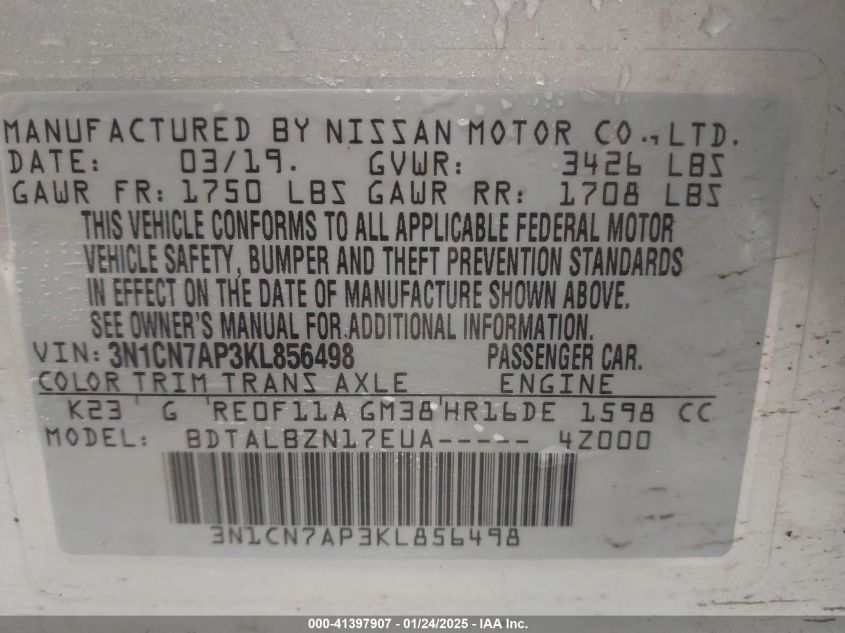 MANUFACTURED BY NISSAN MOTOR CO., LTD.
DATE: 03/19. GVWR: 3426 LBS
GAWR FR: 1750 LBS GAWR RR: 1708 LBS
THIS VEHICLE CONFORMS TO ALL APPLICABLE FEDERAL MOTOR
VEHICLE SAFETY, BUMPER AND THEFT PREVENTION STANDARDS
IN EFFECT ON THE DATE OF MANUFACTURE SHOWN ABOVE.
SEE OWNER'S MANUAL FOR ADDITIONAL INFORMATION.
VIN: 3N1CN7AP3KL856498 PASSENGER CAR.
COLOR TRIM TRANS AXLE ENGINE
K23 ' G 'RE0F11A GM38 'HR16DE 1598 CC
MODEL: BDTALBZN17EUA----- 4Z000
3N1CN7AP3KL856498
000-41397907 - 01/24/2025 - IAA Inc.